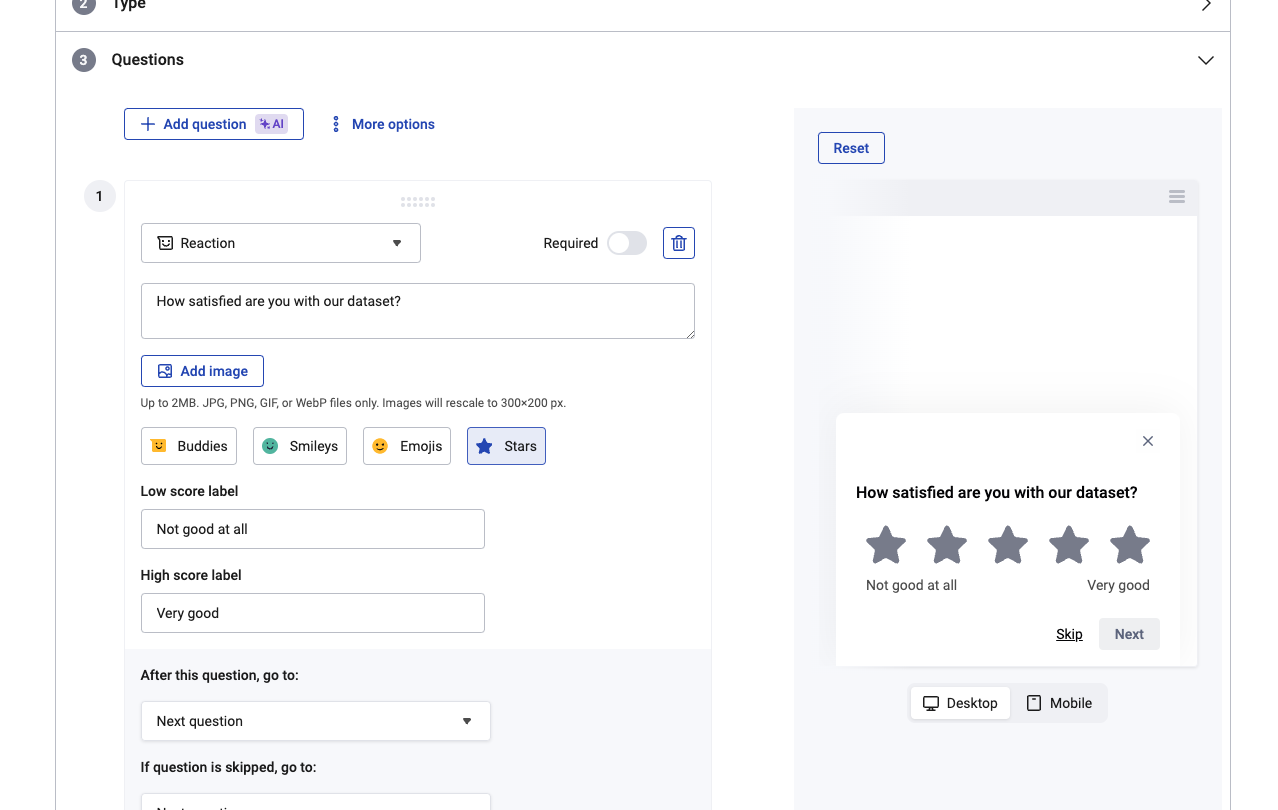 2 Type
3 Questions
Add question AI
More options
Reset
1
Reaction
Required
How satisfied are you with our dataset?
Add image
Up to 2MB. JPG, PNG, GIF, or WebP files only. Images will rescale to 300×200 px.
Buddies
Smileys
Emojis
Stars
Low score label
Not good at all
High score label
Very good
After this question, go to:
Next question
If question is skipped, go to:
How satisfied are you with our dataset?
Not good at all
Very good
Skip
Next
Desktop
Mobile